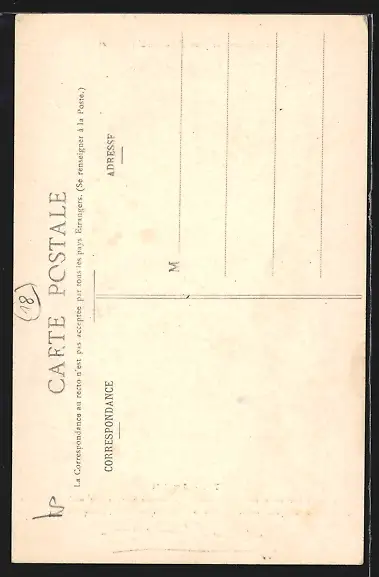 (18)
CARTE POSTALE
La Correspondance au recto n'est pas acceptée par tous les pays Étrangers. (Se renseigner à la Poste.)
CORRESPONDANCE
ADRESSE
M